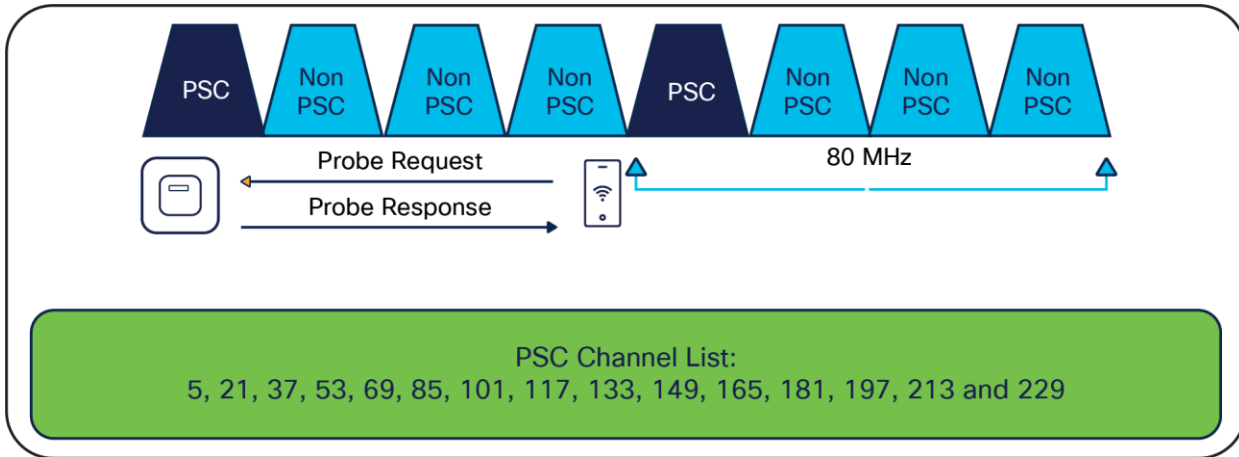 PSC
Non
PSC
Non
PSC
Non
PSC
PSC
Non
PSC
Non
PSC
Non
PSC
Probe Request
80 MHz
Probe Response
PSC Channel List:
5, 21, 37, 53, 69, 85, 101, 117, 133, 149, 165, 181, 197, 213 and 229